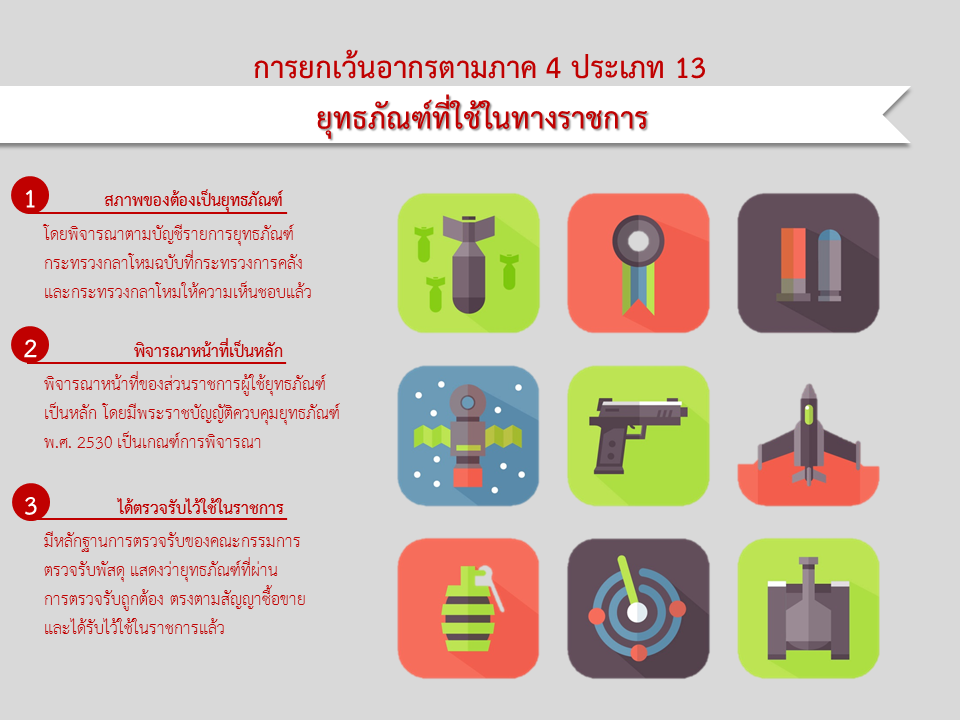 การยกเว้นอากรตามภาค 4 ประเภท 13
ยุทธภัณฑ์ที่ใช้ในทางราชการ
1
สภาพของต้องเป็นยุทธภัณฑ์
โดยพิจารณาตามบัญชีรายการยุทธภัณฑ์
กระทรวงกลาโหมฉบับที่กระทรวงการคลัง
และกระทรวงกลาโหมให้ความเห็นชอบแล้ว
2
พิจารณาหน้าที่เป็นหลัก
พิจารณาหน้าที่ของส่วนราชการผู้ใช้ยุทธภัณฑ์
เป็นหลัก โดยมีพระราชบัญญัติควบคุมยุทธภัณฑ์
พ.ศ. 2530 เป็นเกณฑ์การพิจารณา
3
ได้ตรวจรับไว้ใช้ในราชการ
มีหลักฐานการตรวจรับของคณะกรรมการ
ตรวจรับพัสดุ แสดงว่ายุทธภัณฑ์ที่ผ่าน
การตรวจรับถูกต้อง ตรงตามสัญญาซื้อขาย
และได้รับไว้ใช้ในราชการแล้ว